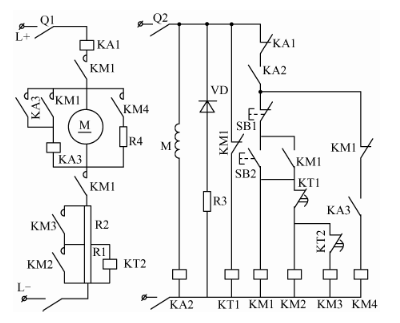 Q1
L+
KA1
KM1
KA3
KM1
KM4
M
R4
KA3
KM1
KM3
R2
R1
KM2
KT2
L−
Q2
KA1
KA2
VD
SB1
KM1
KM1
M
SB2
KM1
KT1
KA3
R3
KT2
KA2
KT1
KM1
KM2
KM3
KM4